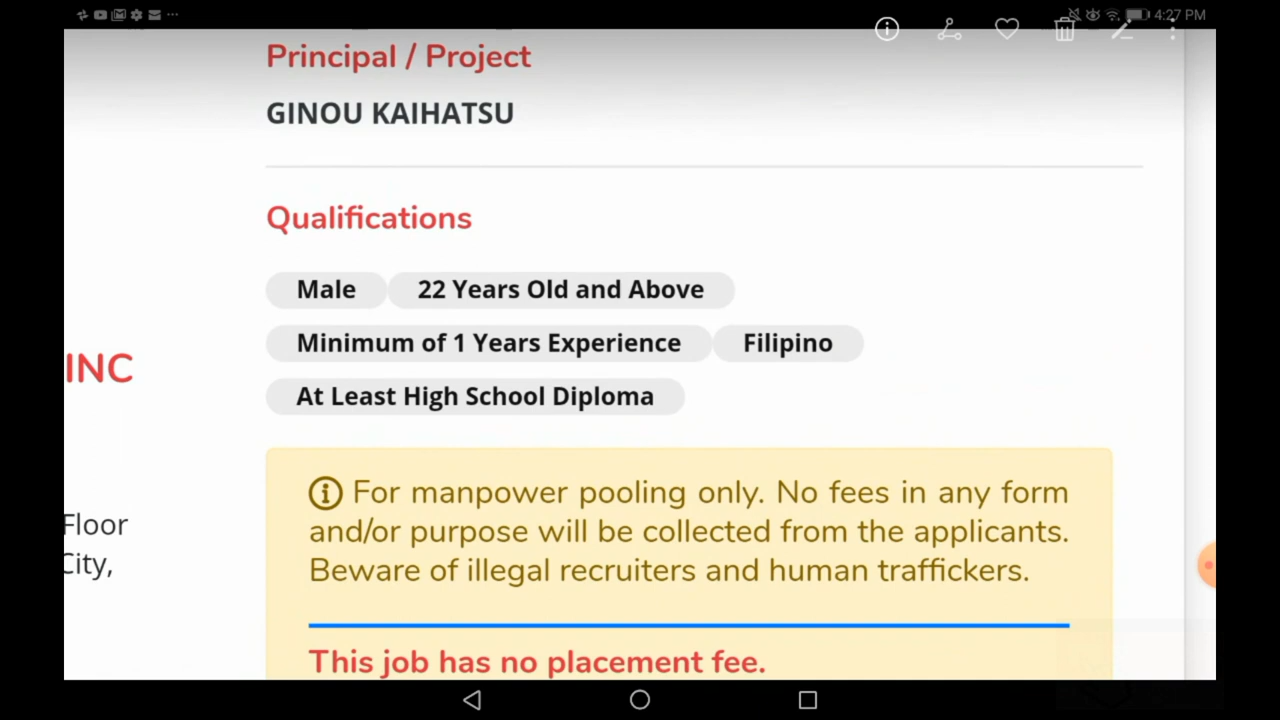 4:27 PM
Principal / Project
GINOU KAIHATSU
Qualifications
Male
22 Years Old and Above
Minimum of 1 Years Experience
Filipino
At Least High School Diploma
INC
Floor
City,
For manpower pooling only. No fees in any form
and/or purpose will be collected from the applicants.
Beware of illegal recruiters and human traffickers.
This job has no placement fee.